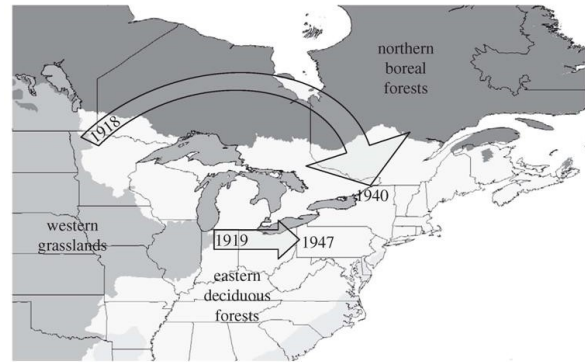 northern
boreal
forests
1918
1940
western
grasslands
1919
1947
eastern
deciduous
forests